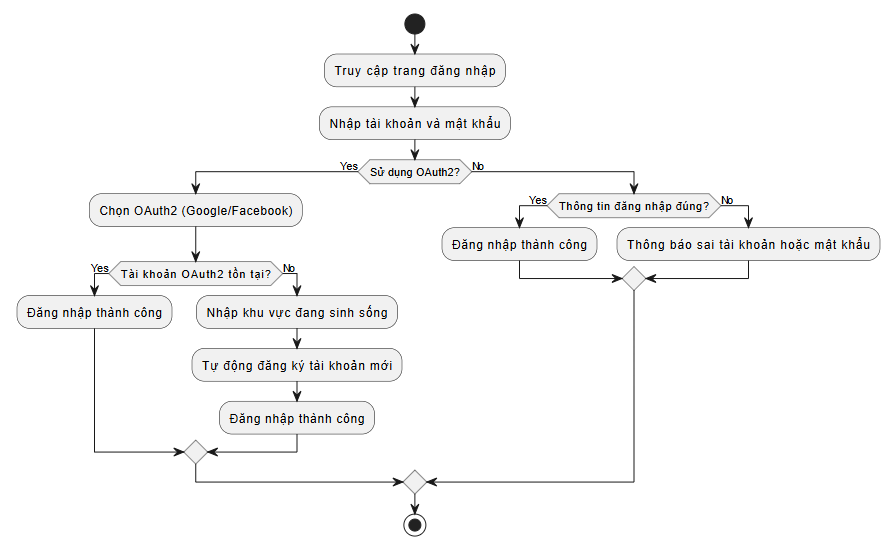 Truy cập trang đăng nhập
Nhập tài khoản và mật khẩu
Yes
Sử dụng OAuth2?
No
Chọn OAuth2 (Google/Facebook)
Yes
Thông tin đăng nhập đúng?
No
Đăng nhập thành công
Thông báo sai tài khoản hoặc mật khẩu
Yes
Tài khoản OAuth2 tồn tại?
No
Đăng nhập thành công
Nhập khu vực đang sinh sống
Tự động đăng ký tài khoản mới
Đăng nhập thành công